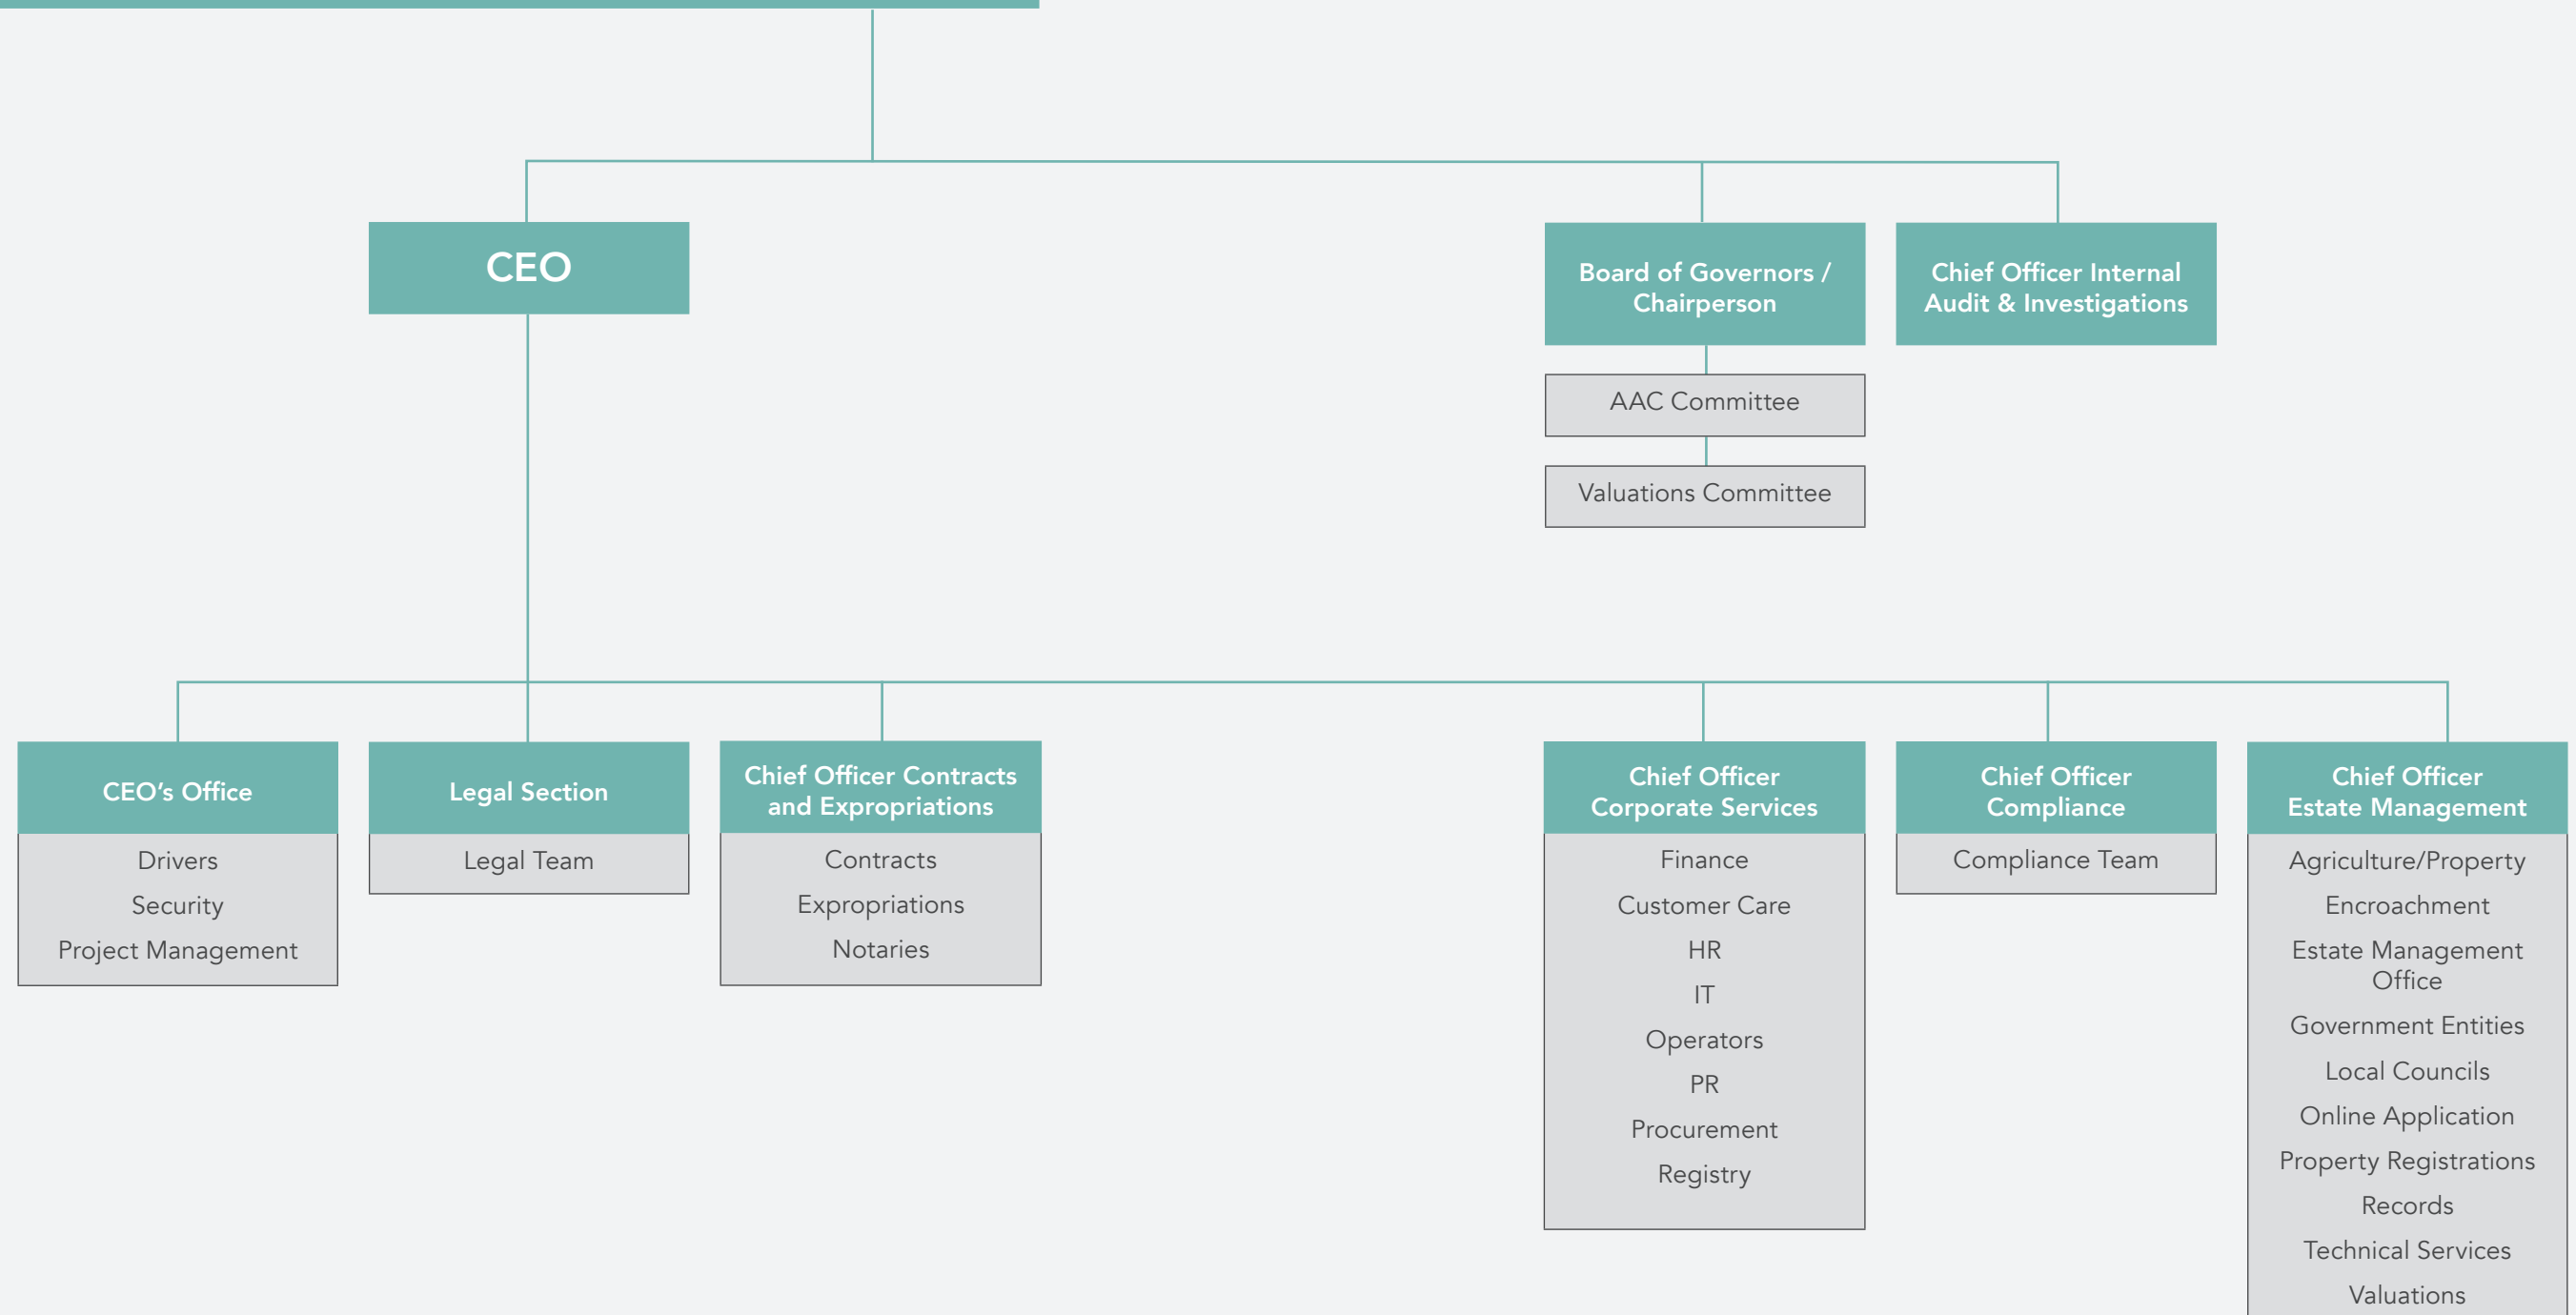 CEO
Board of Governors /
Chairperson
Chief Officer Internal
Audit & Investigations
AAC Committee
Valuations Committee
CEO’s Office
Drivers
Security
Project Management
Legal Section
Legal Team
Chief Officer Contracts
and Expropriations
Contracts
Expropriations
Notaries
Chief Officer
Corporate Services
Finance
Customer Care
HR
IT
Operators
PR
Procurement
Registry
Chief Officer
Compliance
Compliance Team
Chief Officer
Estate Management
Agriculture/Property
Encroachment
Estate Management
Office
Government Entities
Local Councils
Online Application
Property Registrations
Records
Technical Services
Valuations